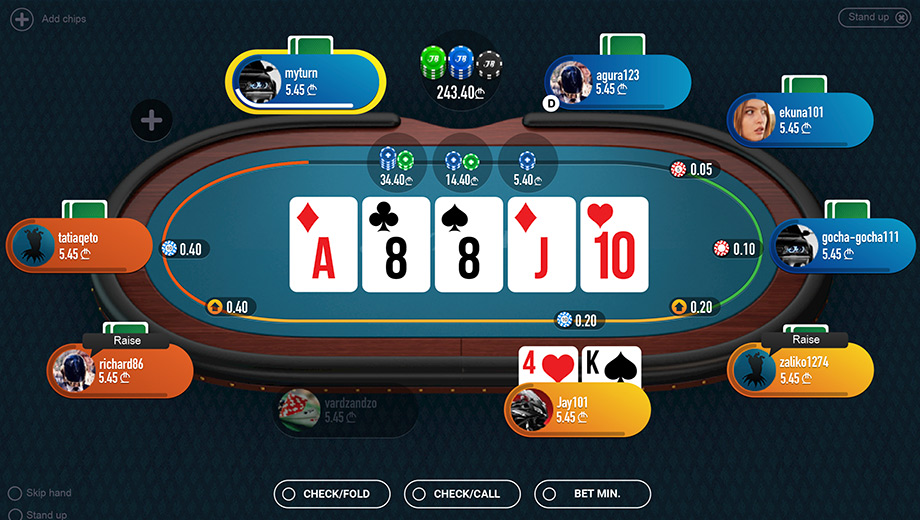 Add chips
Stand up
myturn
5.45 ₾
243.40₾
agura123
5.45 ₾
D
ekuna101
5.45 ₾
34.40₾
14.40₾
5.40₾
0.05
tatiaqeto
5.45 ₾
0.40
A
8
8
J
10
0.10
gocha-gocha111
5.45 ₾
0.40
0.20
0.20
Raise
richard86
5.45 ₾
4
K
Raise
zaliko1274
5.45 ₾
vardzandzo
5.45 ₾
Jay101
5.45 ₾
CHECK/FOLD
CHECK/CALL
BET MIN.
Skip hand
Stand up